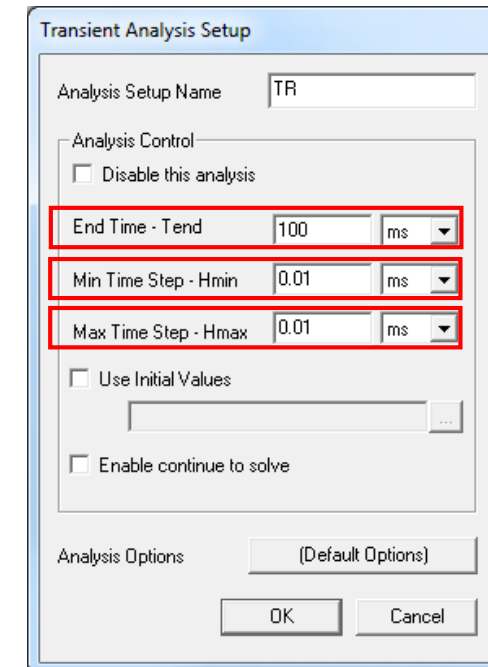 Transient Analysis Setup
Analysis Setup Name TR
Analysis Control
Disable this analysis
End Time - Tend 100 ms
Min Time Step - Hmin 0.01 ms
Max Time Step - Hmax 0.01 ms
Use Initial Values
...
Enable continue to solve
Analysis Options (Default Options)
OK Cancel